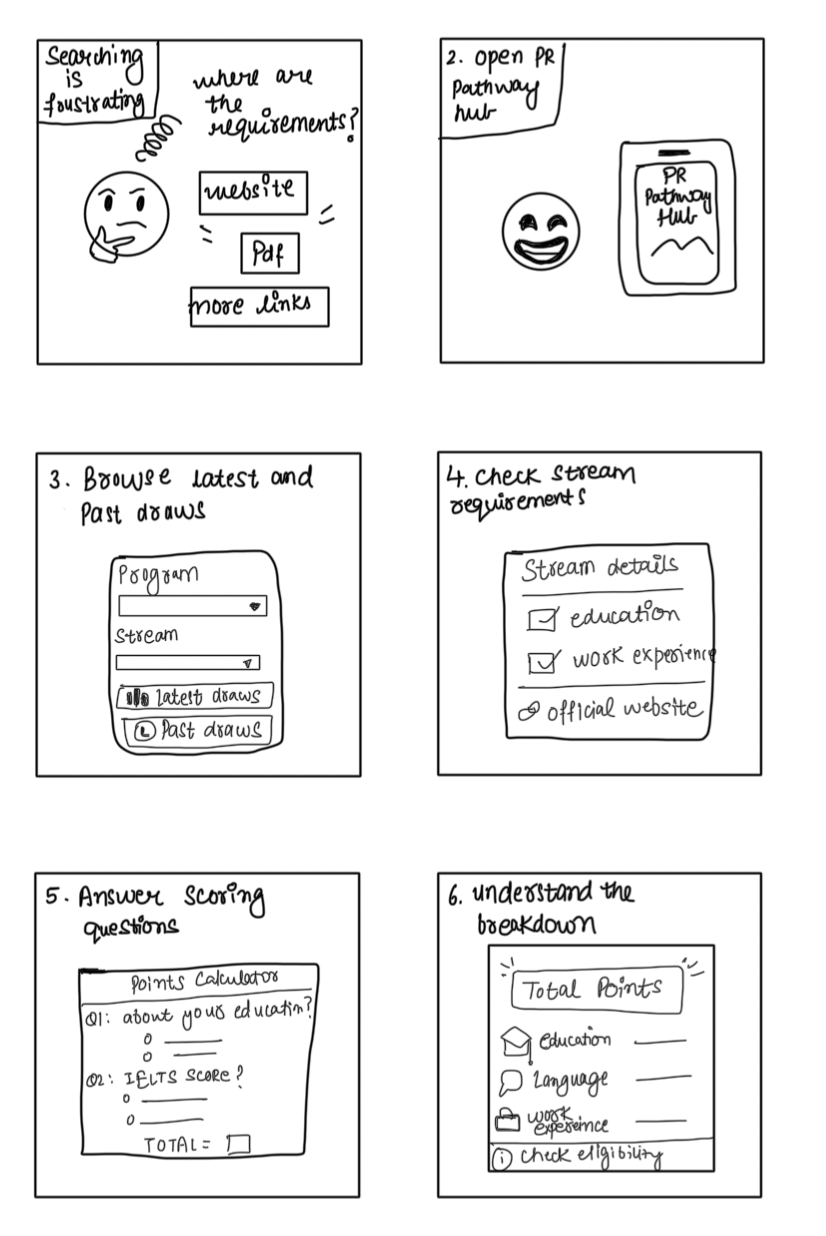 Searching
is
frustrating
where are
the
requirements?
website
Pdf
more links
2. open PR
Pathway
hub
PR
Pathway
Hub
3. Browse latest and
Past draws
Program
Stream
latest draws
Past draws
4. Check Stream
requirements
Stream details
education
work experience
official website
5. Answer Scoring
questions
Points Calculator
Q1: about your educatin?
Q2: IELTS SCORE?
TOTAL =
6. understand the
breakdown
Total Points
education
Language
work
expereince
i check eligibility